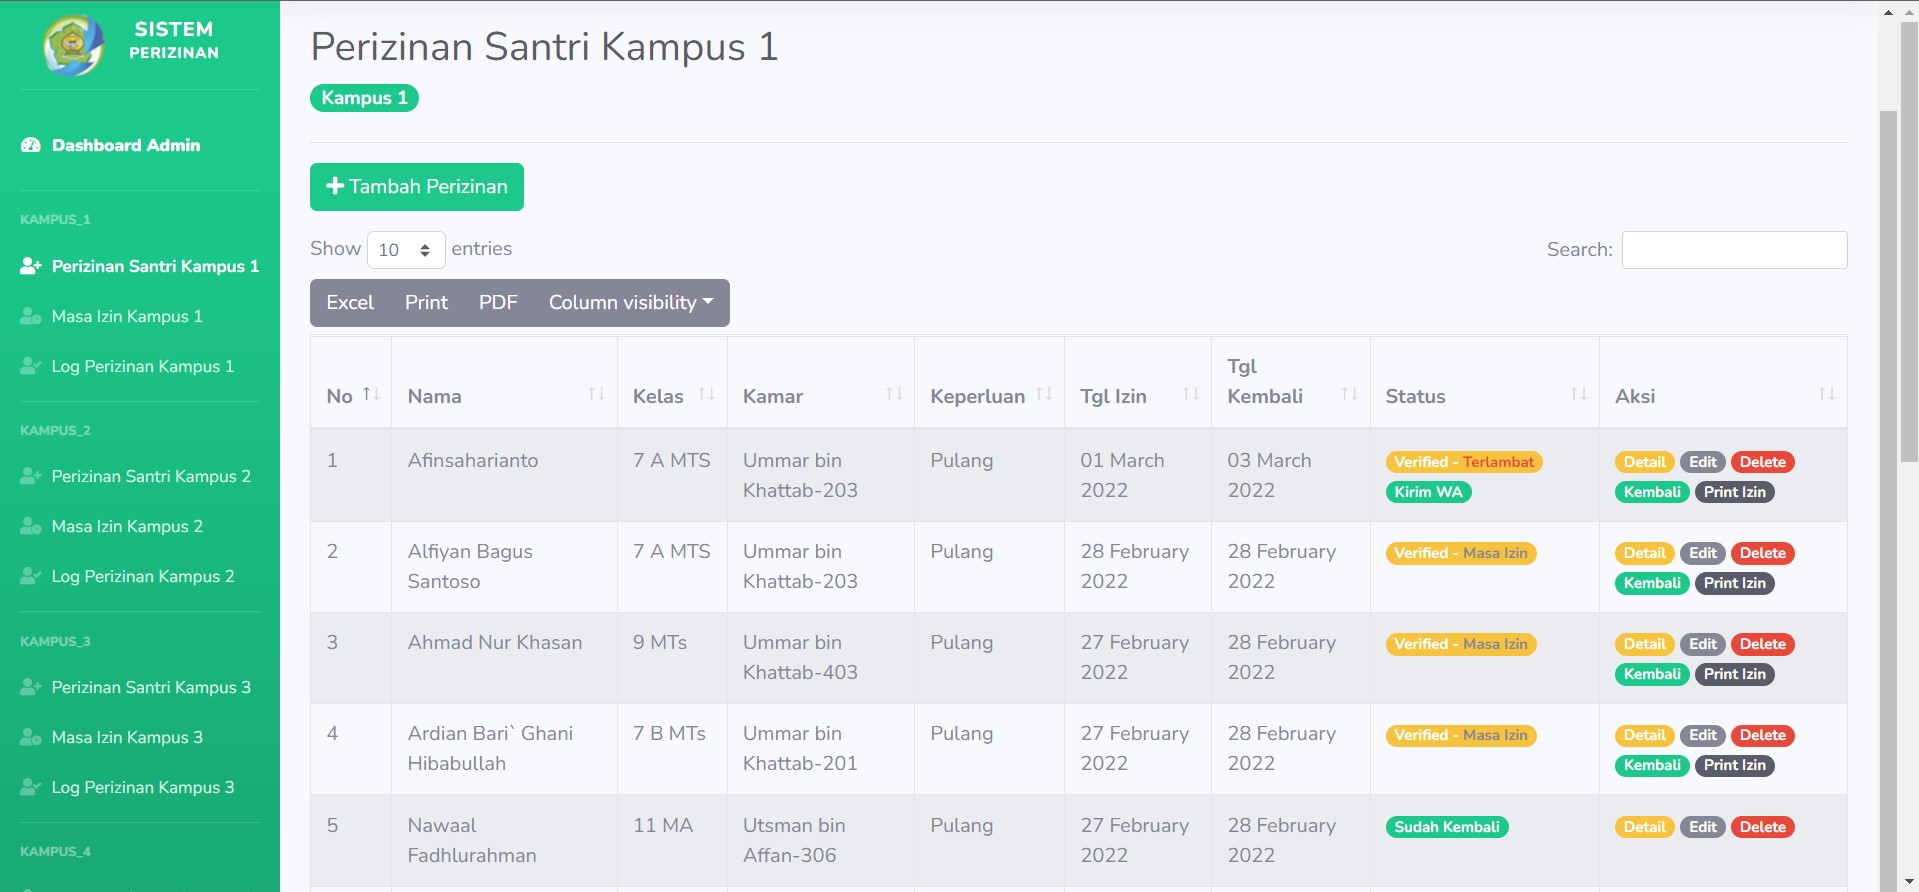 SISTEM
PERIZINAN
Dashboard Admin
KAMPUS_1
Perizinan Santri Kampus 1
Masa Izin Kampus 1
Log Perizinan Kampus 1
KAMPUS_2
Perizinan Santri Kampus 2
Masa Izin Kampus 2
Log Perizinan Kampus 2
KAMPUS_3
Perizinan Santri Kampus 3
Masa Izin Kampus 3
Log Perizinan Kampus 3
KAMPUS_4
Perizinan Santri Kampus 1
Kampus 1
Tambah Perizinan
Show 10 entries
Search:
Excel Print PDF Column visibility
No Nama Kelas Kamar Keperluan Tgl Izin Tgl Kembali Status Aksi
1 Afinsaharianto 7 A MTS Ummar bin Pulang 01 March 03 March Verified - Terlambat Detail Edit Delete
Khattab-203 2022 2022 Kirim WA Kembali Print Izin
2 Alfiyan Bagus 7 A MTS Ummar bin Pulang 28 February 28 February Verified - Masa Izin Detail Edit Delete
Santoso Khattab-203 2022 2022 Kembali Print Izin
3 Ahmad Nur Khasan 9 MTs Ummar bin Pulang 27 February 28 February Verified - Masa Izin Detail Edit Delete
Khattab-403 2022 2022 Kembali Print Izin
4 Ardian Bari` Ghani 7 B MTs Ummar bin Pulang 27 February 28 February Verified - Masa Izin Detail Edit Delete
Hibabullah Khattab-201 2022 2022 Kembali Print Izin
5 Nawaal 11 MA Utsman bin Pulang 27 February 28 February Sudah Kembali Detail Edit Delete
Fadhlurahman Affan-306 2022 2022